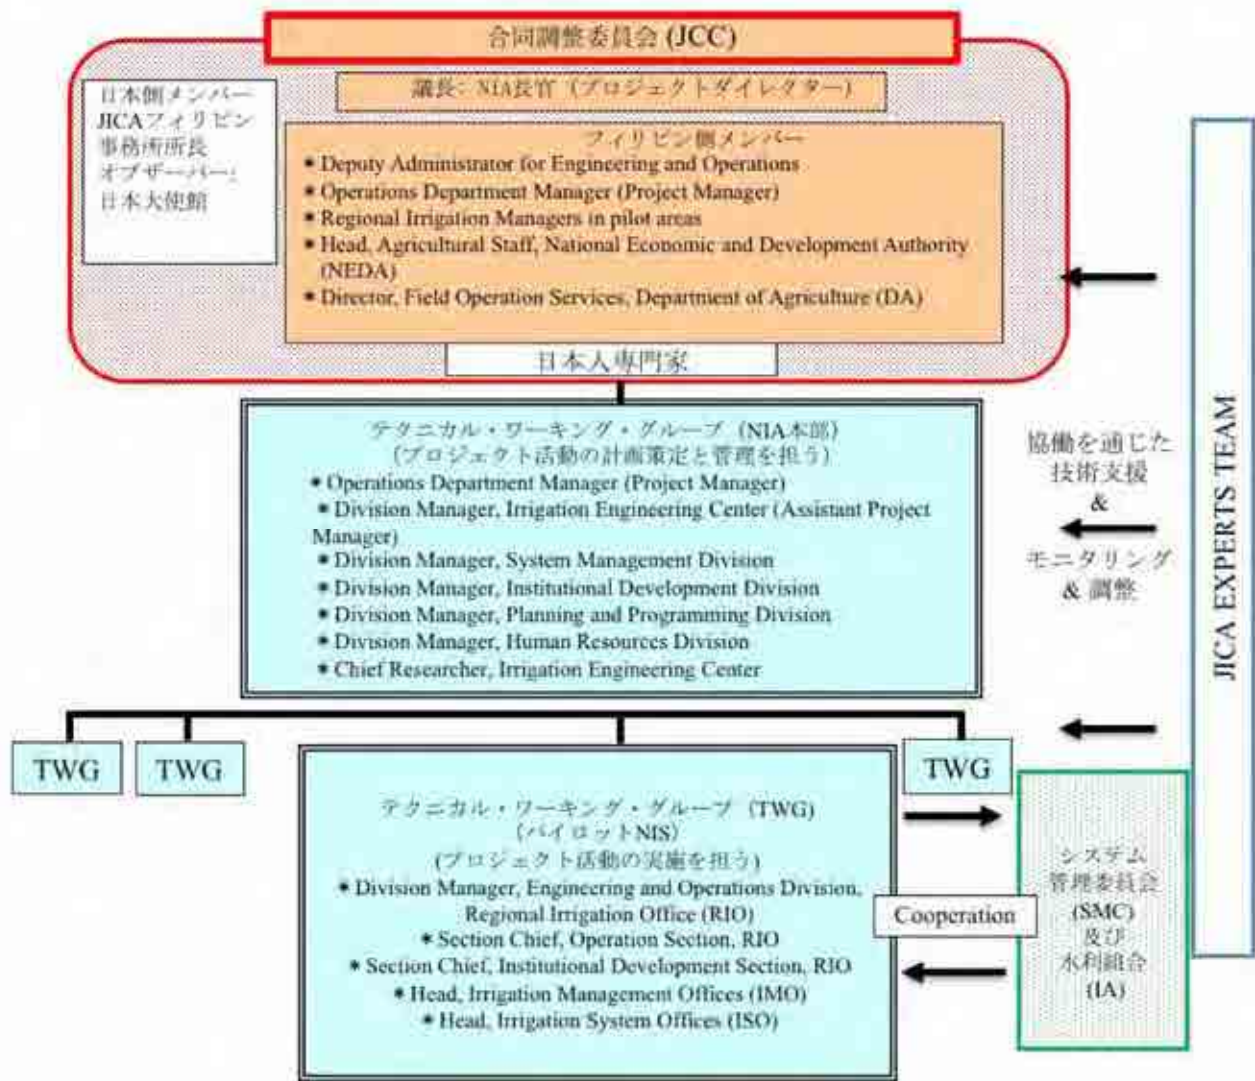 合同調整委員会 (JCC)
議長: NIA長官 (プロジェクトダイレクター)
日本側メンバー
JICAフィリピン
事務所所長
オブザーバー:
日本大使館
フィリピン側メンバー
* Deputy Administrator for Engineering and Operations
* Operations Department Manager (Project Manager)
* Regional Irrigation Managers in pilot areas
* Head, Agricultural Staff, National Economic and Development Authority
(NEDA)
* Director, Field Operation Services, Department of Agriculture (DA)
日本人専門家
テクニカル・ワーキング・グループ (NIA本部)
(プロジェクト活動の計画策定と管理を担う)
* Operations Department Manager (Project Manager)
* Division Manager, Irrigation Engineering Center (Assistant Project
Manager)
* Division Manager, System Management Division
* Division Manager, Institutional Development Division
* Division Manager, Planning and Programming Division
* Division Manager, Human Resources Division
* Chief Researcher, Irrigation Engineering Center
協働を通じた
技術支援
&
モニタリング
& 調整
JICA EXPERTS TEAM
TWG
TWG
TWG
テクニカル・ワーキング・グループ (TWG)
(パイロットNIS)
(プロジェクト活動の実施を担う)
* Division Manager, Engineering and Operations Division,
Regional Irrigation Office (RIO)
* Section Chief, Operation Section, RIO
* Section Chief, Institutional Development Section, RIO
* Head, Irrigation Management Offices (IMO)
* Head, Irrigation System Offices (ISO)
Cooperation
システム
管理委員会
(SMC)
及び
水利組合
(IA)